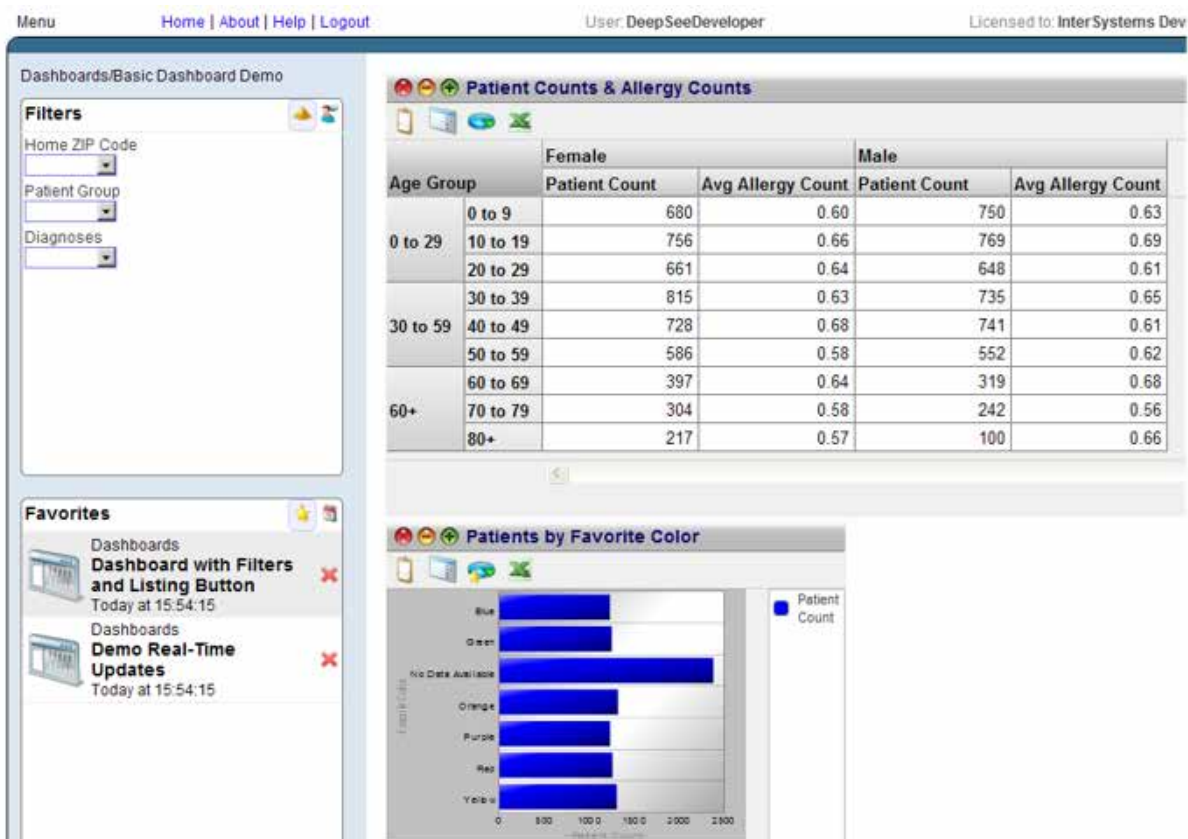 Menu Home | About | Help | Logout User: DeepSeeDeveloper Licensed to: InterSystems Dev
Dashboards/Basic Dashboard Demo
Filters
Home ZIP Code
Patient Group
Diagnoses
Favorites
Dashboards
Dashboard with Filters
and Listing Button
Today at 15:54:15
Dashboards
Demo Real-Time
Updates
Today at 15:54:15
Patient Counts & Allergy Counts
Female Male
Age Group Patient Count Avg Allergy Count Patient Count Avg Allergy Count
0 to 29 0 to 9 680 0.60 750 0.63
10 to 19 756 0.66 769 0.69
20 to 29 661 0.64 648 0.61
30 to 59 30 to 39 815 0.63 735 0.65
40 to 49 728 0.68 741 0.61
50 to 59 586 0.58 552 0.62
60+ 60 to 69 397 0.64 319 0.68
70 to 79 304 0.58 242 0.56
80+ 217 0.57 100 0.66
Patients by Favorite Color
Patient
Count
Blue
Green
No Data Available
Orange
Purple
Red
Yellow
0 500 1000 1500 2000 2500
Patient Count